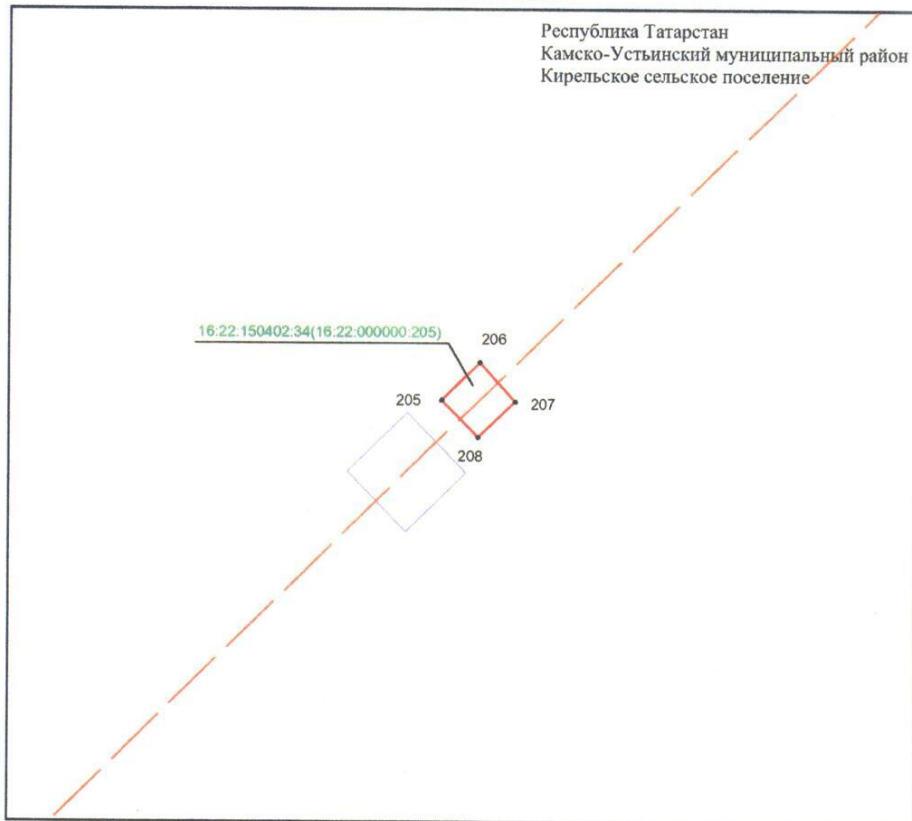 Республика Татарстан
Камско-Устьинский муниципальный район
Кирельское сельское поселение
16:22:150402:34(16:22:000000:205)
206
205
207
208